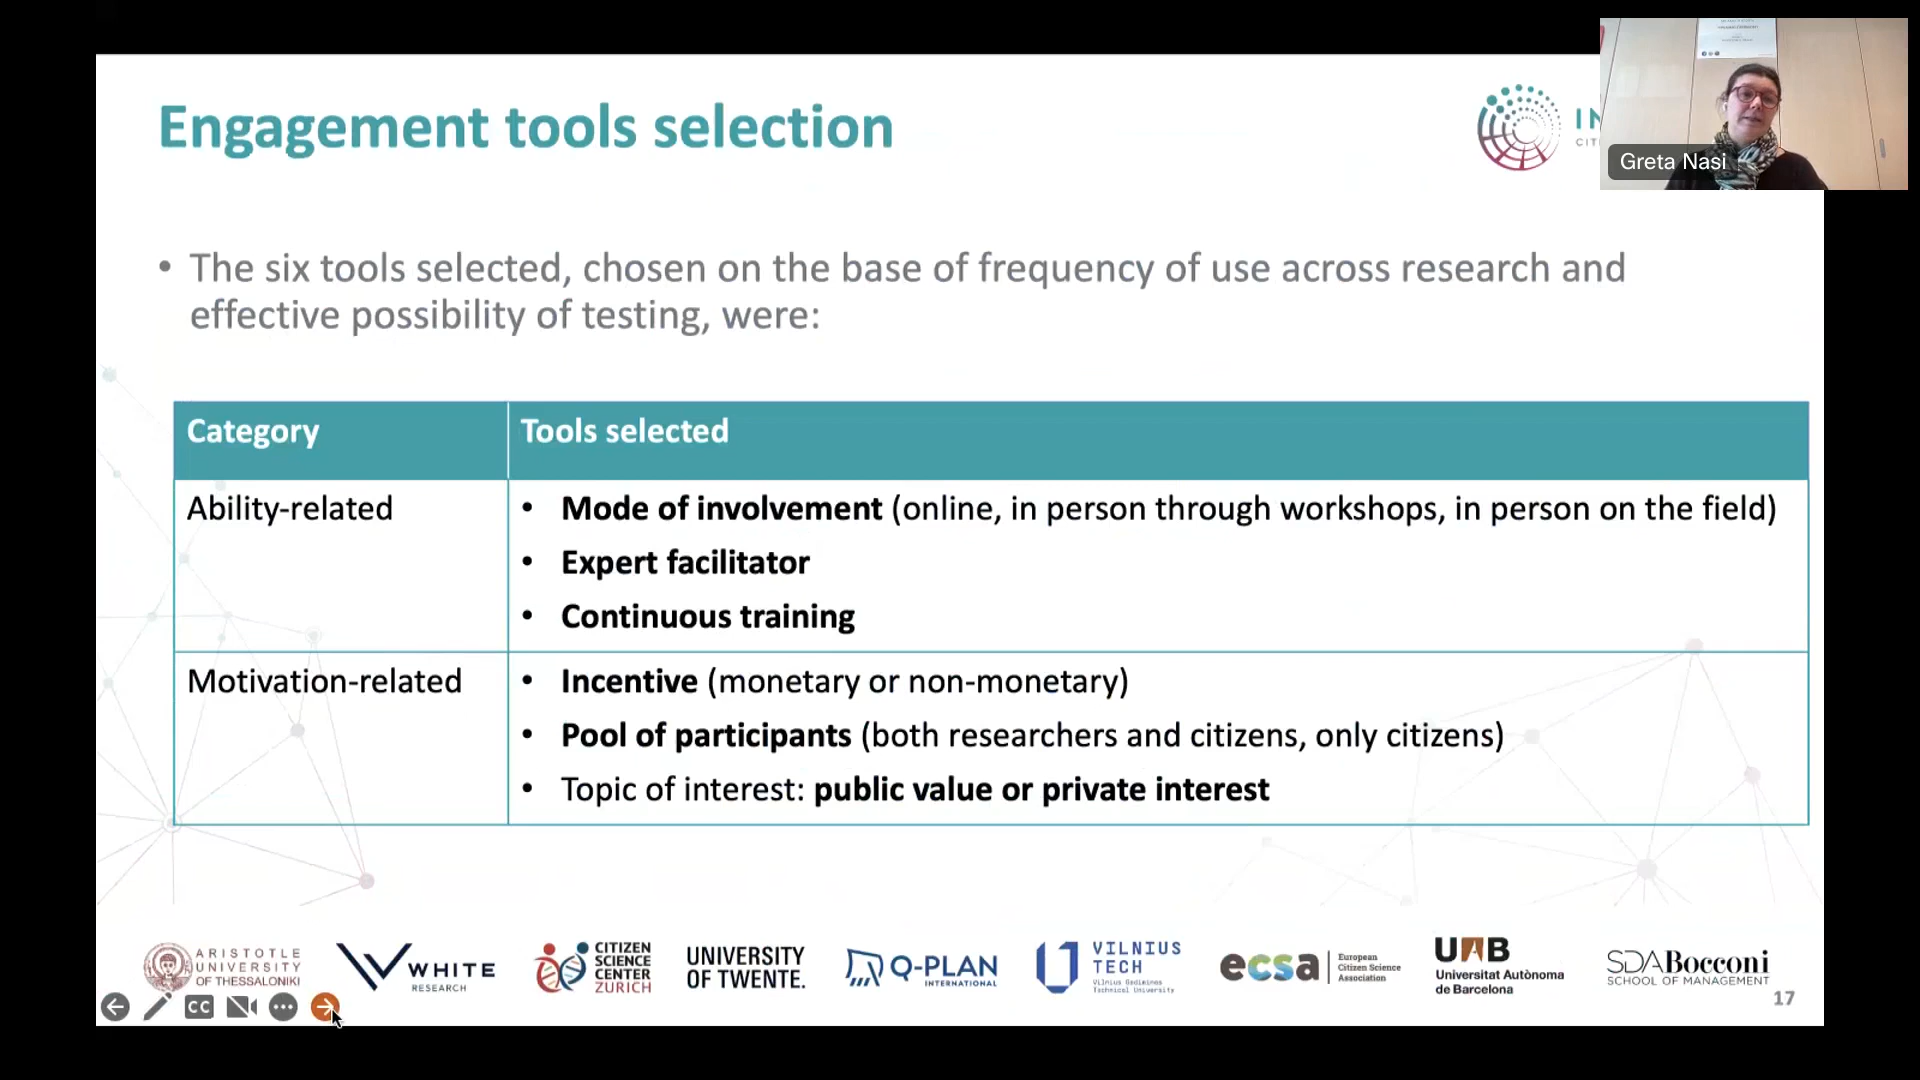 Engagement tools selection
Greta Nasi
• The six tools selected, chosen on the base of frequency of use across research and
effective possibility of testing, were:
Category
Tools selected
Ability-related
• Mode of involvement (online, in person through workshops, in person on the field)
• Expert facilitator
• Continuous training
Motivation-related
• Incentive (monetary or non-monetary)
• Pool of participants (both researchers and citizens, only citizens)
• Topic of interest: public value or private interest
ARISTOTLE
UNIVERSITY
OF THESSALONIKI
WHITE
RESEARCH
CITIZEN
SCIENCE
CENTER
ZURICH
UNIVERSITY
OF TWENTE.
Q-PLAN
INTERNATIONAL
VILNIUS
TECH
Vilnius Gediminas
Technical University
ecsa
European
Citizen Science
Association
UAB
Universitat Autònoma
de Barcelona
SDA Bocconi
SCHOOL OF MANAGEMENT
17
CC